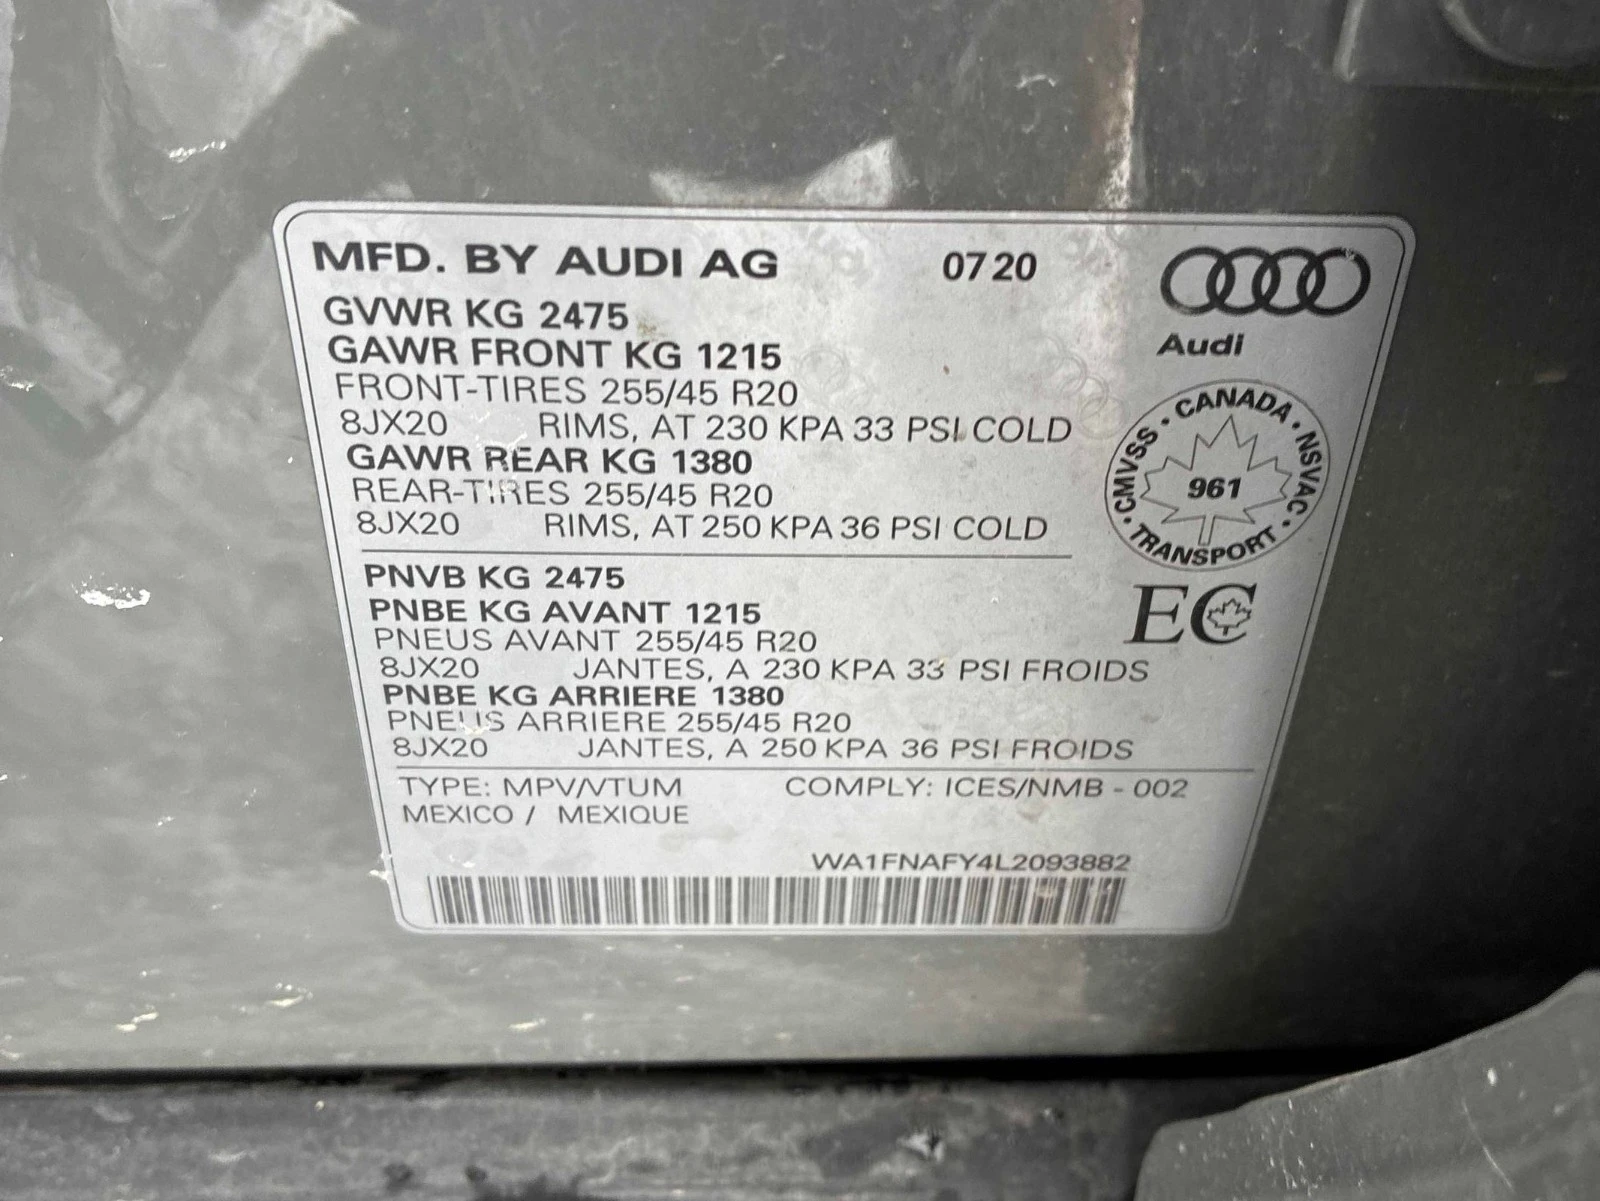 MFD. BY AUDI AG 0720
GVWR KG 2475
GAWR FRONT KG 1215
Audi
FRONT-TIRES 255/45 R20
8JX20 RIMS, AT 230 KPA 33 PSI COLD
GAWR REAR KG 1380
REAR-TIRES 255/45 R20
8JX20 RIMS, AT 250 KPA 36 PSI COLD
CMVSS · CANADA · NSVAC · TRANSPORT ·
961
PNVB KG 2475
PNBE KG AVANT 1215
EC
PNEUS AVANT 255/45 R20
8JX20 JANTES, A 230 KPA 33 PSI FROIDS
PNBE KG ARRIERE 1380
PNEUS ARRIERE 255/45 R20
8JX20 JANTES, A 250 KPA 36 PSI FROIDS
TYPE: MPV/VTUM COMPLY: ICES/NMB - 002
MEXICO / MEXIQUE
WA1FNAFY4L2093882